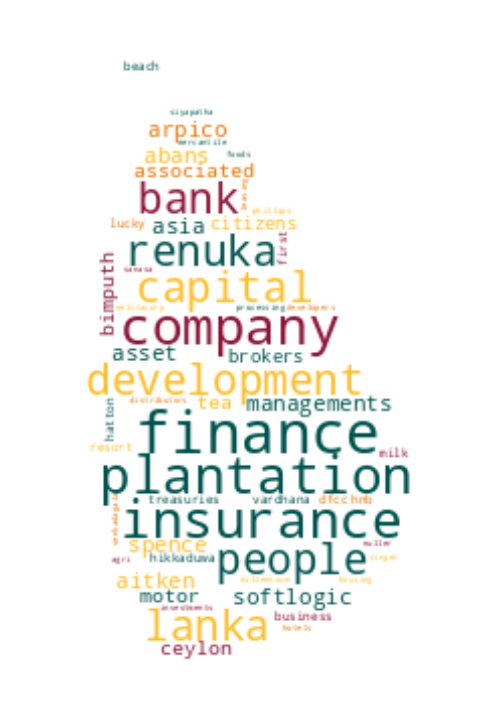 beach
siyapatha
arpico
mercantile
abans foods
associated
bank
phillips
lucky asia citizens
renuka first
sanasa
bimputh
capital
processing developers
company
asset brokers
development
distributors tea managements
hatton
finance
resort milk
plantation
treasuries vardhana dfcc hnb
insurance
spence muller
agri hikkaduwa people singer
aitken millennium housing
motor softlogic
investments
lanka business
hotels
ceylon